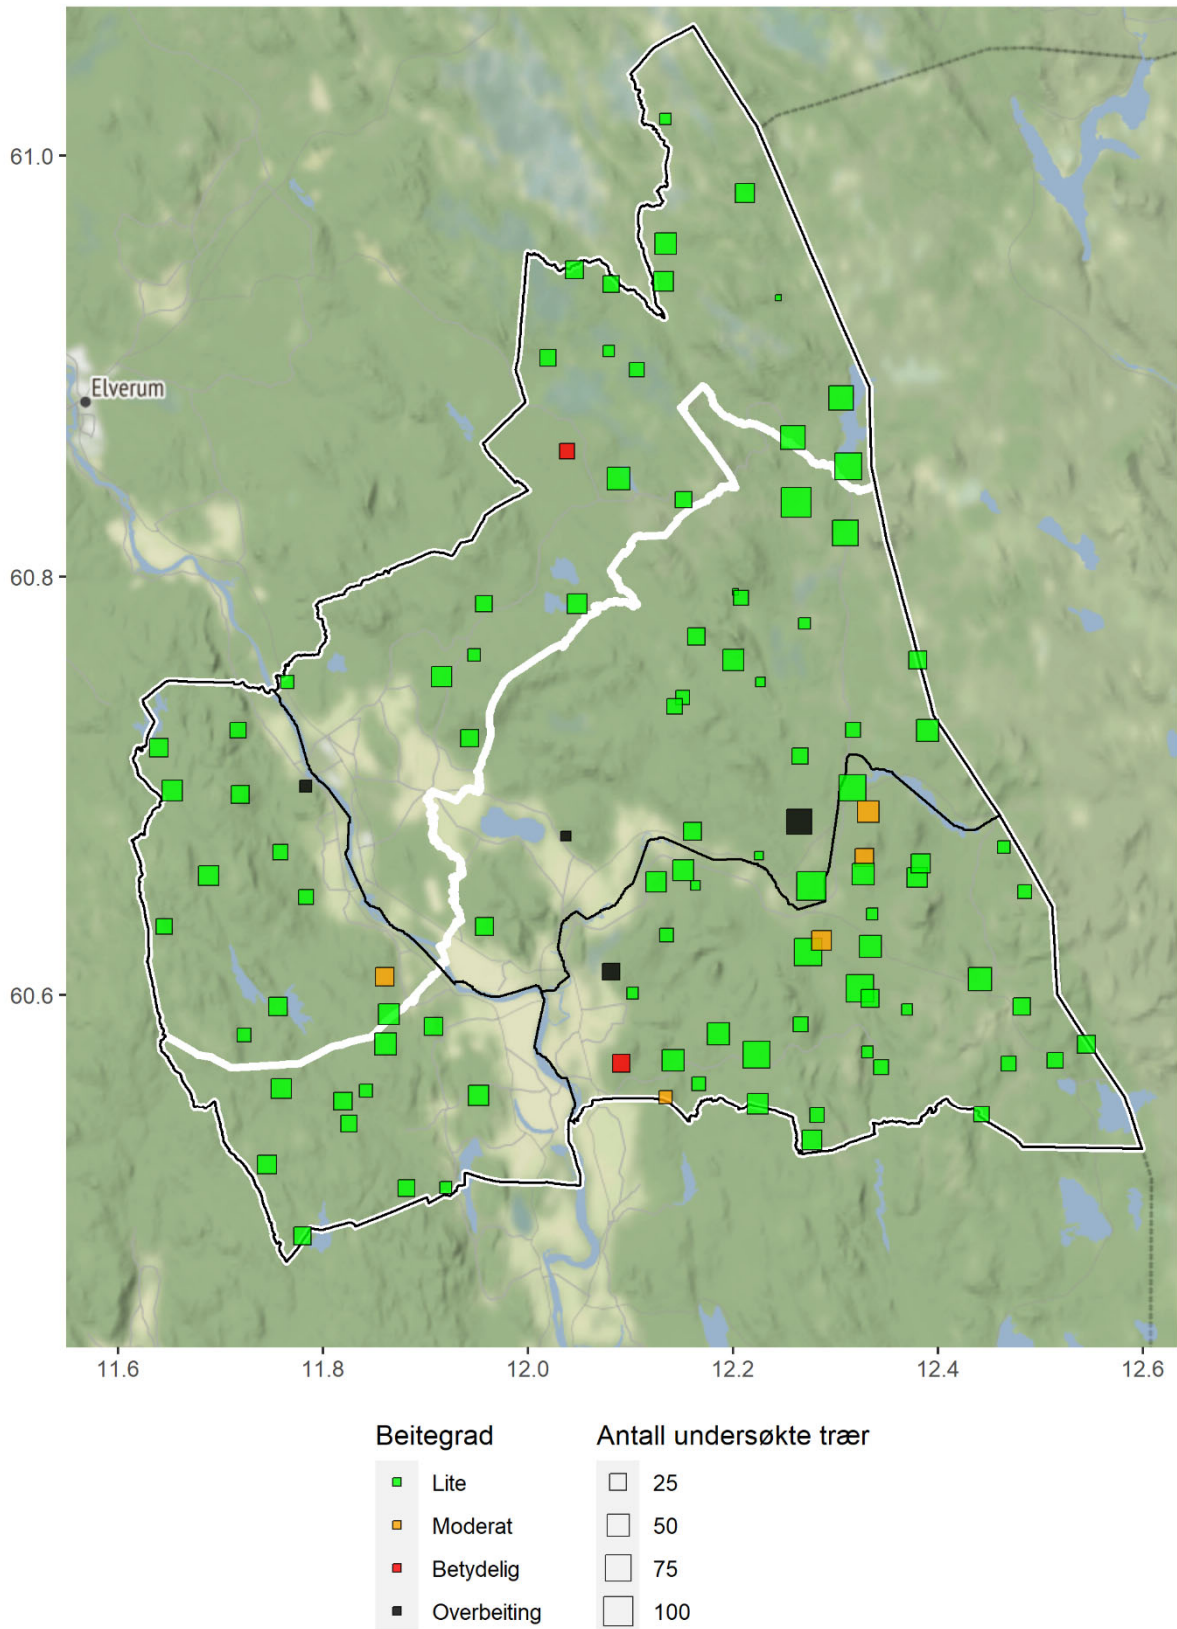 61.0
Elverum
60.8
60.6
11.6 11.8 12.0 12.2 12.4 12.6
Beitegrad Antall undersøkte trær
Lite 25
Moderat 50
Betydelig 75
Overbeiting 100